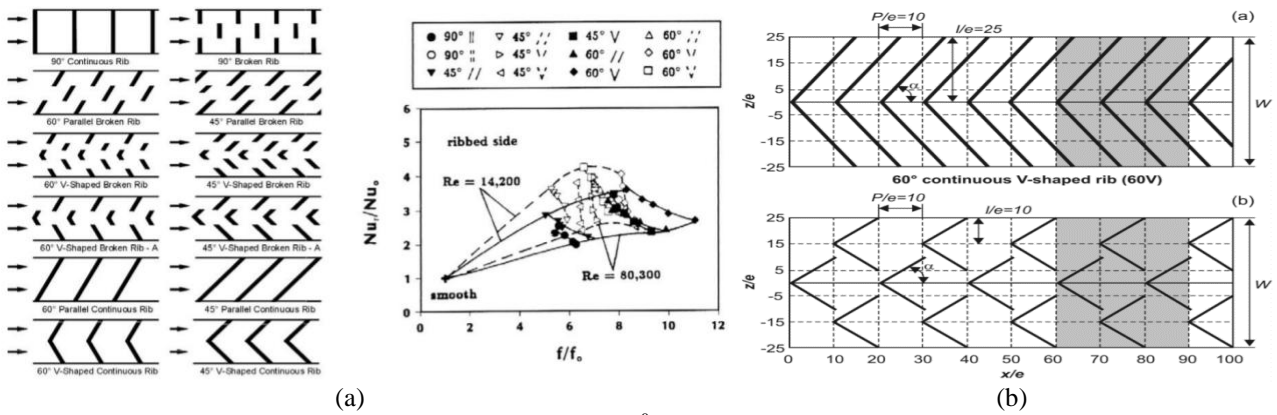 90° Continuous Rib
90° Broken Rib
60° Parallel Broken Rib
45° Parallel Broken Rib
60° V-Shaped Broken Rib
45° V-Shaped Broken Rib
60° V-Shaped Broken Rib - A
45° V-Shaped Broken Rib - A
60° Parallel Continuous Rib
45° Parallel Continuous Rib
60° V-Shaped Continuous Rib
45° V-Shaped Continuous Rib
90° 45° 45° 60°
90° 45° 60° 60°
45° 45° 60° 60°
6
5
4
3
2
1
0
Nu_r/Nu_o
ribbed side
Re = 14,200
Re = 80,300
smooth
0 2 4 6 8 10 12
f/f_o
(a)
P/e=10
l/e=25
(a)
25
15
5
-5
-15
-25
z/e
α
W
60° continuous V-shaped rib (60V)
P/e=10
l/e=10
(b)
25
15
5
-5
-15
-25
z/e
α
W
0 10 20 30 40 50 60 70 80 90 100
x/e
(b)